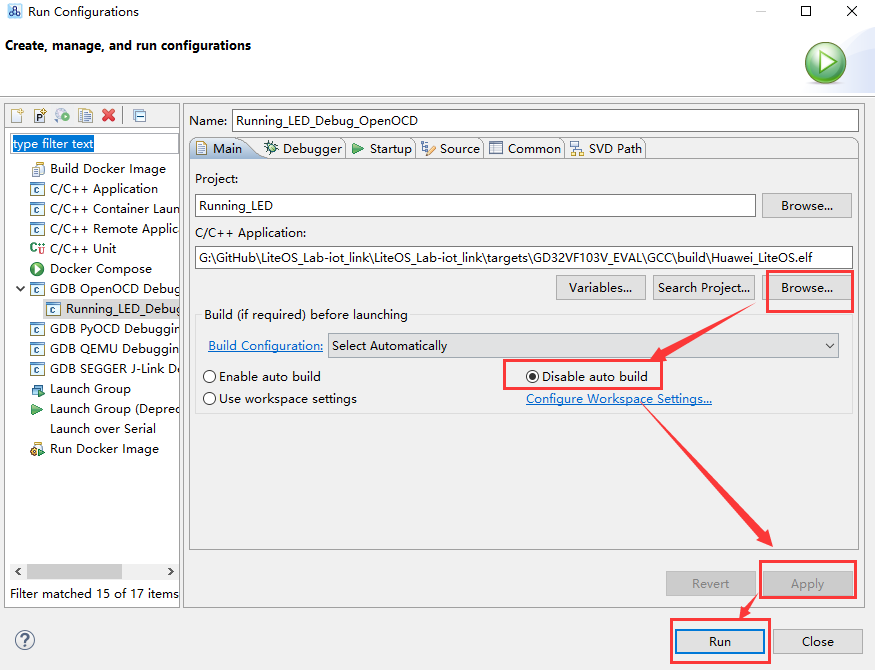 Run Configurations
Create, manage, and run configurations
type filter text
Build Docker Image
C/C++ Application
C/C++ Container Laun
C/C++ Remote Applica
C/C++ Unit
Docker Compose
GDB OpenOCD Debug
Running_LED_Debug
GDB PyOCD Debuggin
GDB QEMU Debuggin
GDB SEGGER J-Link De
Launch Group
Launch Group (Deprec
Launch over Serial
Run Docker Image
Filter matched 15 of 17 items
Name: Running_LED_Debug_OpenOCD
Main Debugger Startup Source Common SVD Path
Project:
Running_LED Browse...
C/C++ Application:
G:\GitHub\LiteOS_Lab-iot_link\LiteOS_Lab-iot_link\targets\GD32VF103V_EVAL\GCC\build\Huawei_LiteOS.elf
Variables... Search Project... Browse...
Build (if required) before launching
Build Configuration: Select Automatically
Enable auto build Disable auto build
Use workspace settings Configure Workspace Settings...
Revert Apply
Run Close